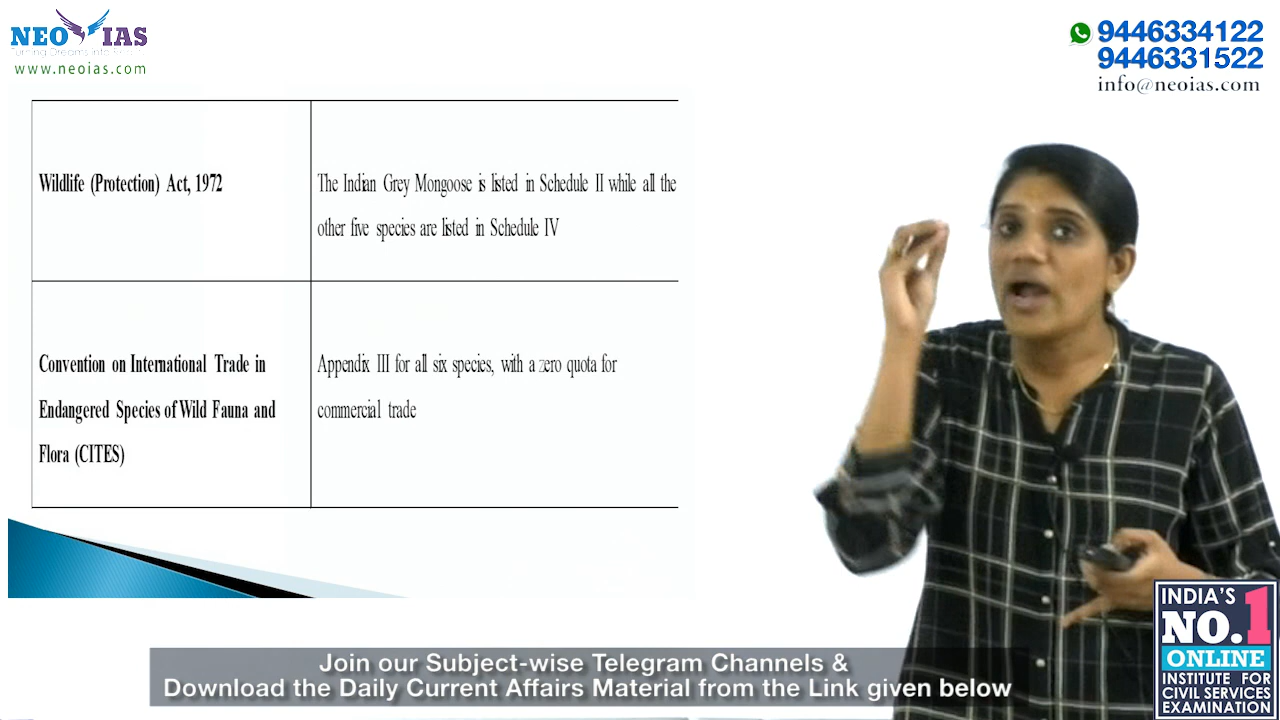 NEO IAS
Turning Dreams Into Reality
www.neoias.com
9446334122
9446331522
info@neoias.com
Wildlife (Protection) Act, 1972
The Indian Grey Mongoose is listed in Schedule II while all the
other five species are listed in Schedule IV
Convention on International Trade in
Endangered Species of Wild Fauna and
Flora (CITES)
Appendix III for all six species, with a zero quota for
commercial trade
INDIA'S
NO.1
ONLINE
INSTITUTE FOR
CIVIL SERVICES
EXAMINATION
Join our Subject-wise Telegram Channels &
Download the Daily Current Affairs Material from the Link given below